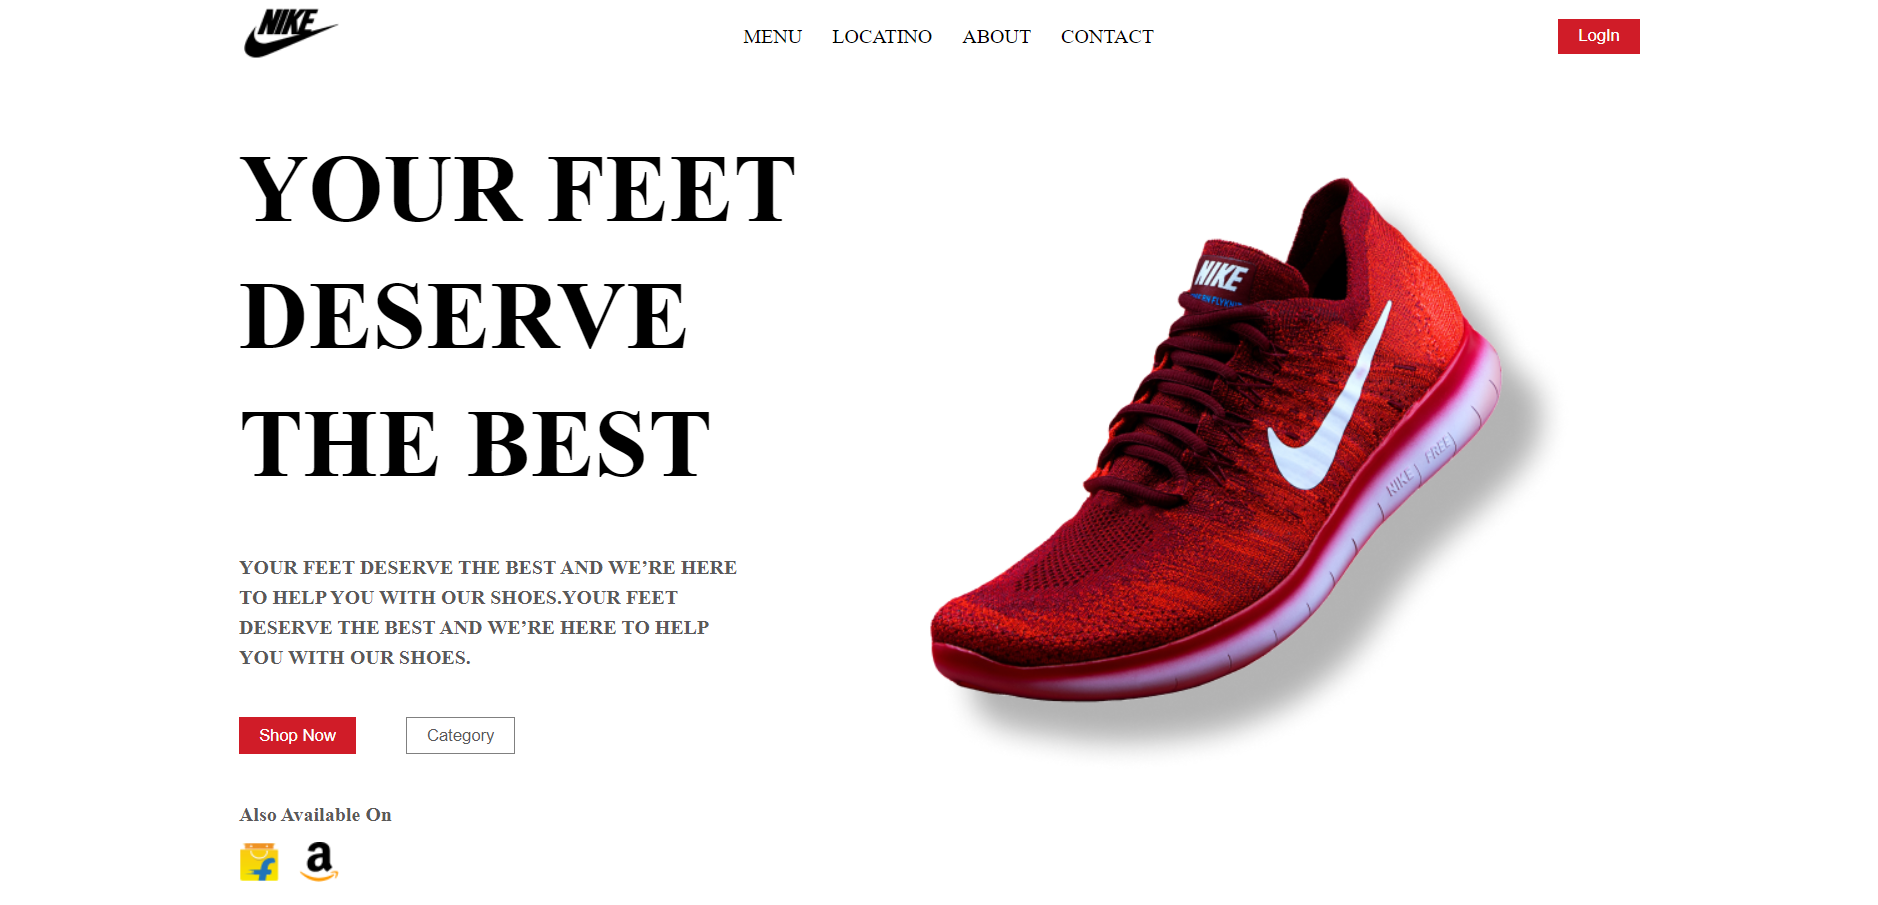 NIKE
MENU LOCATINO ABOUT CONTACT
LogIn
YOUR FEET
DESERVE
THE BEST
NIKE
NIKE FREE
YOUR FEET DESERVE THE BEST AND WE’RE HERE
TO HELP YOU WITH OUR SHOES.YOUR FEET
DESERVE THE BEST AND WE’RE HERE TO HELP
YOU WITH OUR SHOES.
Shop Now
Category
Also Available On
f
a